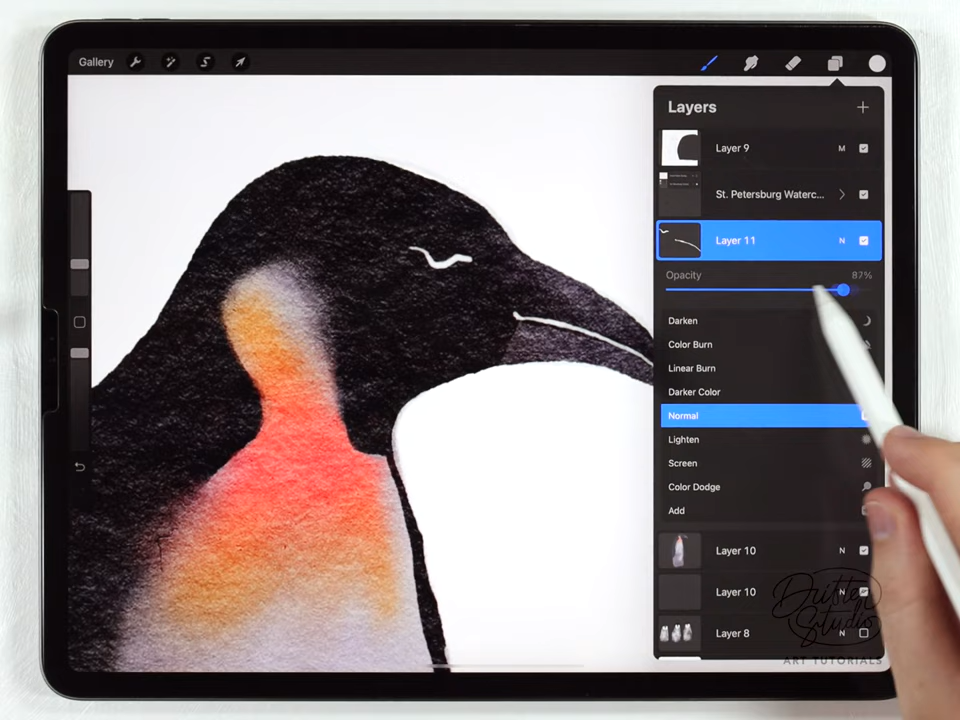 Gallery
Layers
Layer 9 M
St. Petersburg Waterc...
Layer 11 N
Opacity 87%
Darken
Color Burn
Linear Burn
Darker Color
Normal
Lighten
Screen
Color Dodge
Add
Layer 10 N
Layer 10 N
Layer 8 N
Drifter Studio
ART TUTORIALS